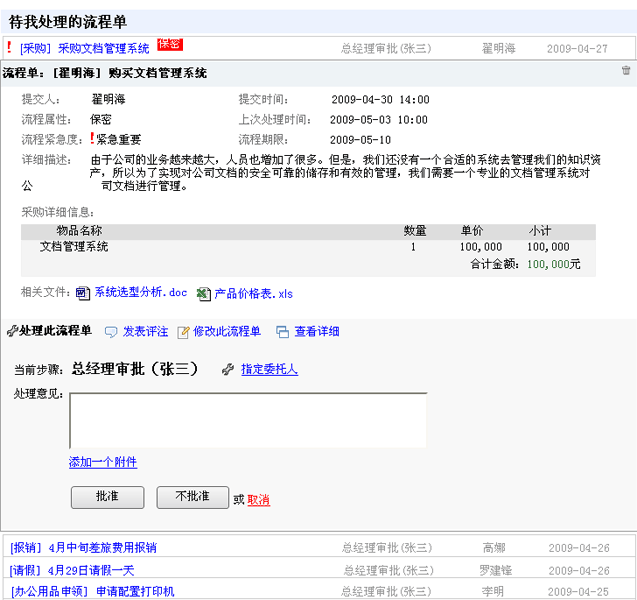 待我处理的流程单
! [采购] 采购文档管理系统 保密 总经理审批(张三) 翟明海 2009-04-27
流程单: [翟明海] 购买文档管理系统
提交人: 翟明海 提交时间: 2009-04-30 14:00
流程属性: 保密 上次处理时间: 2009-05-03 10:00
流程紧急度: !紧急重要 流程期限: 2009-05-10
详细描述: 由于公司的业务越来越大，人员也增加了很多。但是，我们还没有一个合适的系统去管理我们的知识资
产，所以为了实现对公司文档的安全可靠的储存和有效的管理，我们需要一个专业的文档管理系统对
公 司文档进行管理。
采购详细信息:
物品名称 数量 单价 小计
文档管理系统 1 100,000 100,000
合计金额: 100,000元
相关文件: 系统选型分析.doc 产品价格表.xls
处理此流程单 发表评注 修改此流程单 查看详细
当前步骤: 总经理审批（张三） 指定委托人
处理意见:
添加一个附件
批准 不批准 或 取消
[报销] 4月中旬差旅费用报销 总经理审批(张三) 高娜 2009-04-26
[请假] 4月29日请假一天 总经理审批(张三) 罗建锋 2009-04-26
[办公用品申领] 申请配置打印机 总经理审批(张三) 李明 2009-04-25